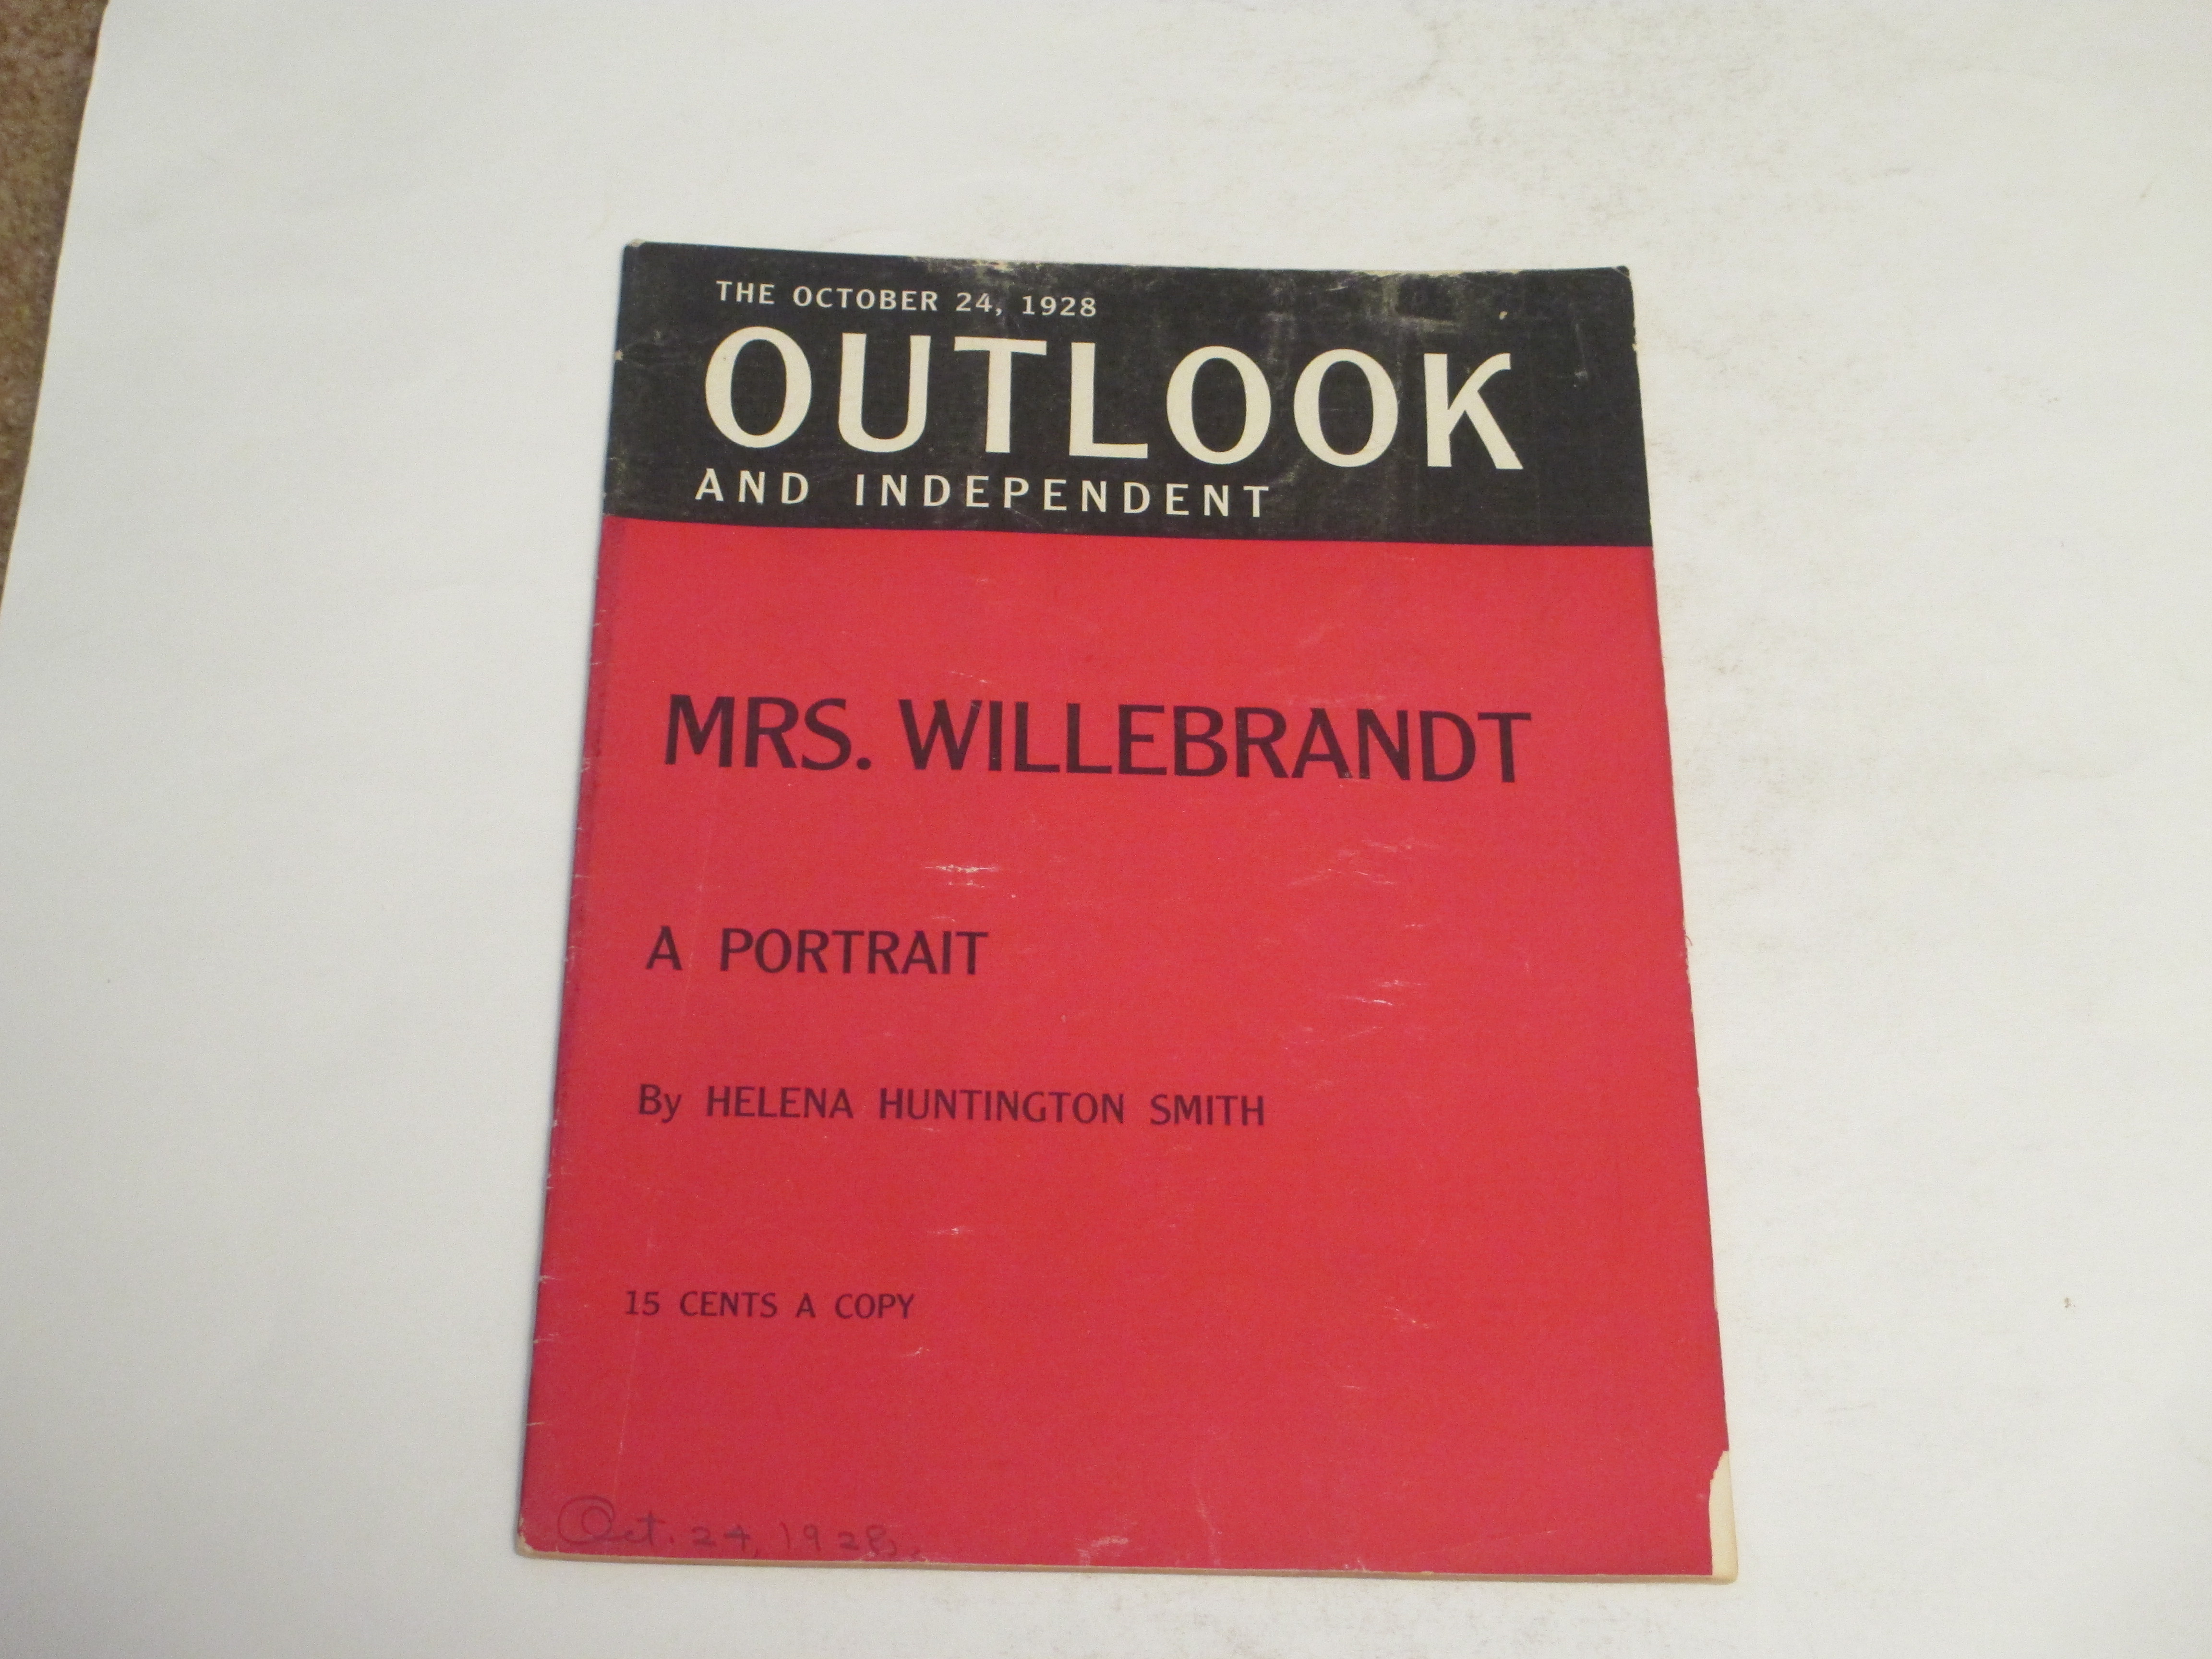 THE OCTOBER 24, 1928
OUTLOOK
AND INDEPENDENT
MRS. WILLEBRANDT
A PORTRAIT
By HELENA HUNTINGTON SMITH
15 CENTS A COPY
Oct. 24, 1928.